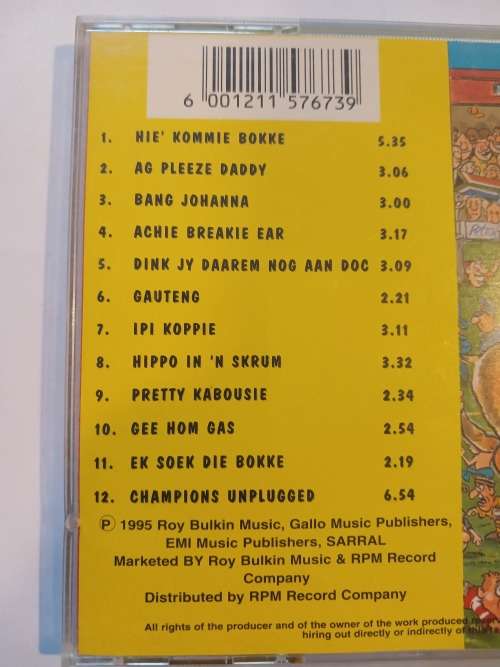 6 001211 576739
1. HIE' KOMMIE BOKKE 5.35
2. AG PLEEZE DADDY 3.06
3. BANG JOHANNA 3.00
4. ACHIE BREAKIE EAR 3.17
5. DINK JY DAAREM NOG AAN DOC 3.09
6. GAUTENG 2.21
7. IPI KOPPIE 3.11
8. HIPPO IN 'N SKRUM 3.32
9. PRETTY KABOUSIE 2.34
10. GEE HOM GAS 2.54
11. EK SOEK DIE BOKKE 2.19
12. CHAMPIONS UNPLUGGED 6.54
Ⓟ 1995 Roy Bulkin Music, Gallo Music Publishers,
EMI Music Publishers, SARRAL
Marketed BY Roy Bulkin Music & RPM Record
Company
Distributed by RPM Record Company
All rights of the producer and of the owner of the work produced
hiring out directly or indirectly of this